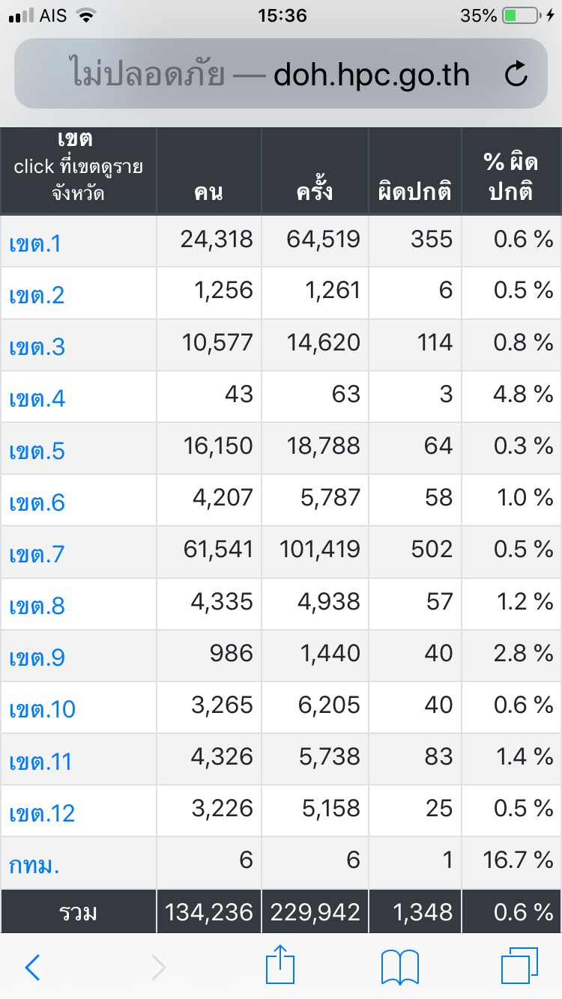 AIS 15:36 35%
ไม่ปลอดภัย — doh.hpc.go.th
เขต
click ที่เขตดูราย
จังหวัด
คน ครั้ง ผิดปกติ % ผิด
ปกติ
เขต.1 24,318 64,519 355 0.6 %
เขต.2 1,256 1,261 6 0.5 %
เขต.3 10,577 14,620 114 0.8 %
เขต.4 43 63 3 4.8 %
เขต.5 16,150 18,788 64 0.3 %
เขต.6 4,207 5,787 58 1.0 %
เขต.7 61,541 101,419 502 0.5 %
เขต.8 4,335 4,938 57 1.2 %
เขต.9 986 1,440 40 2.8 %
เขต.10 3,265 6,205 40 0.6 %
เขต.11 4,326 5,738 83 1.4 %
เขต.12 3,226 5,158 25 0.5 %
กทม. 6 6 1 16.7 %
รวม 134,236 229,942 1,348 0.6 %